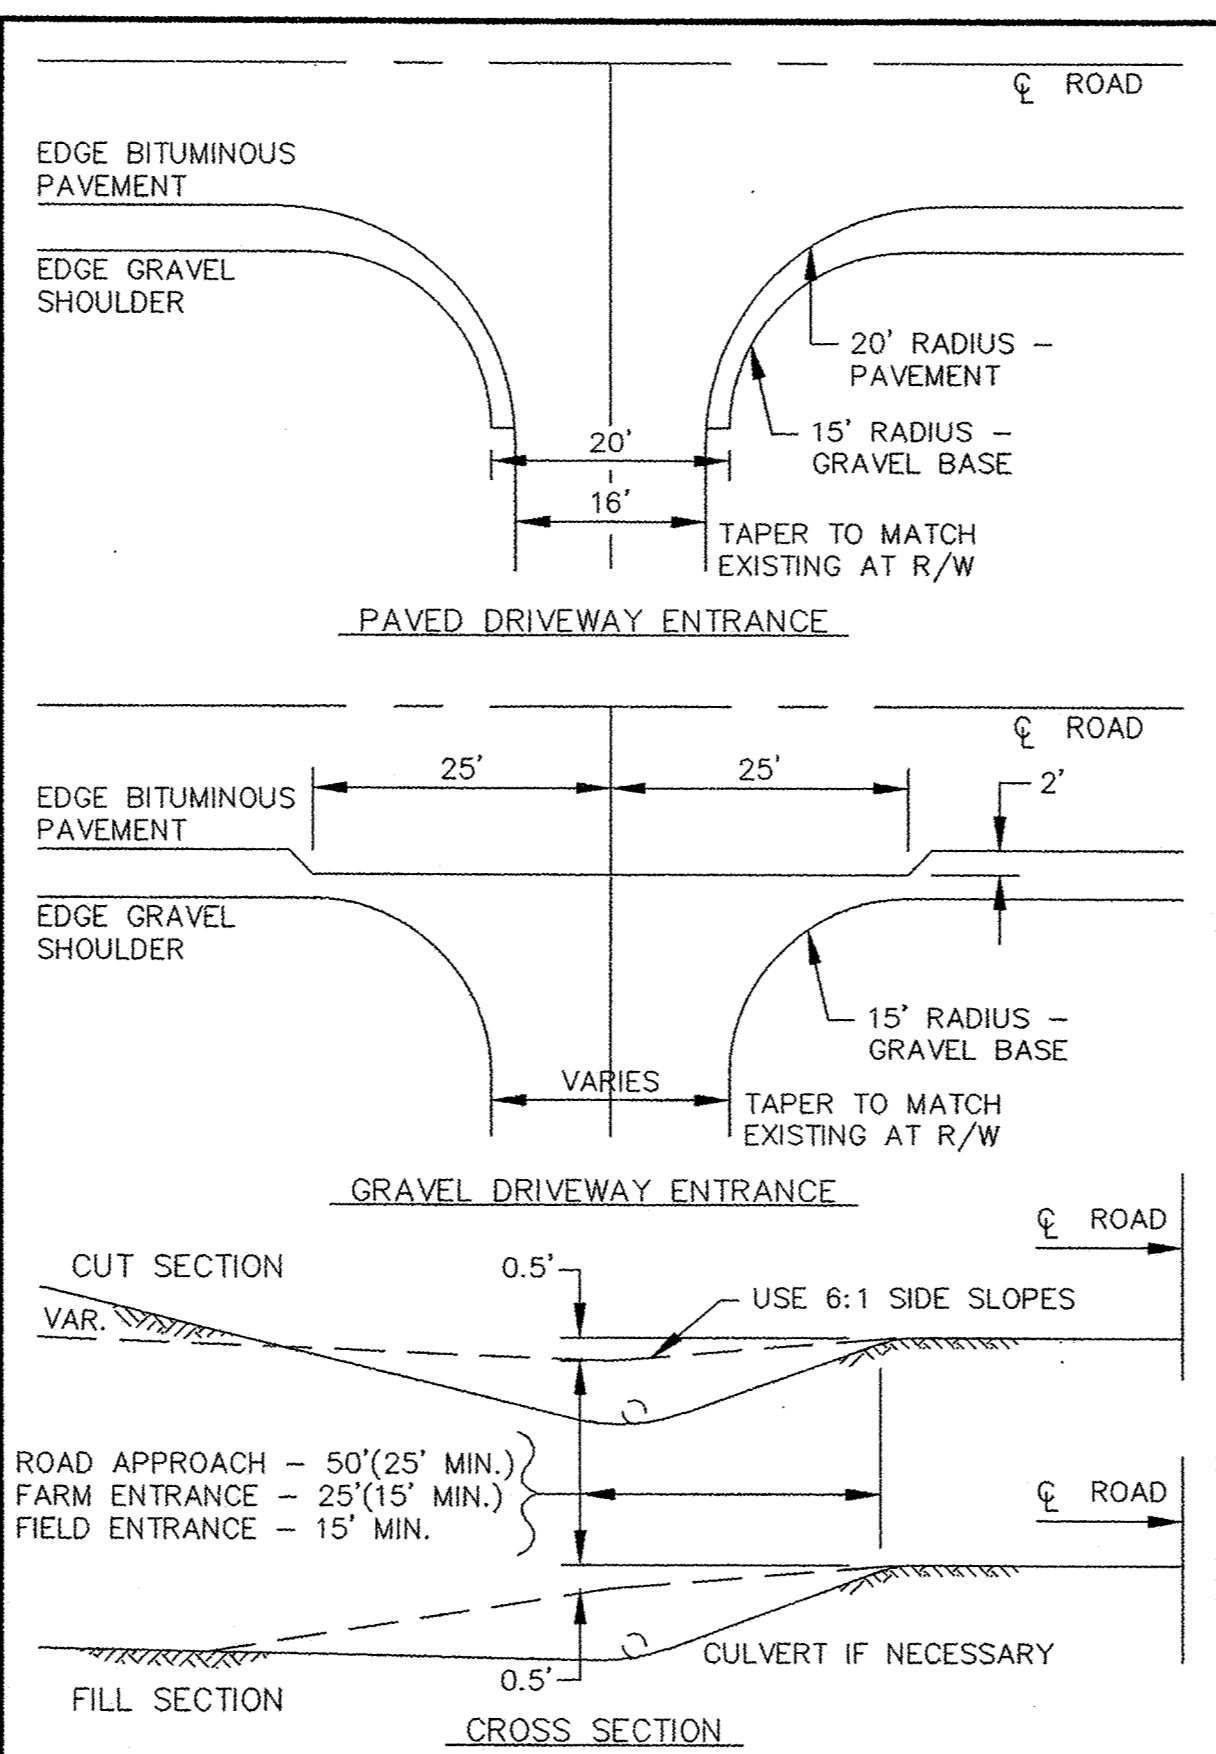 ℄ ROAD
EDGE BITUMINOUS
PAVEMENT
EDGE GRAVEL
SHOULDER
20' RADIUS –
PAVEMENT
15' RADIUS –
GRAVEL BASE
20'
16'
TAPER TO MATCH
EXISTING AT R/W
PAVED DRIVEWAY ENTRANCE
℄ ROAD
25'
25'
2'
EDGE BITUMINOUS
PAVEMENT
EDGE GRAVEL
SHOULDER
15' RADIUS –
GRAVEL BASE
VARIES
TAPER TO MATCH
EXISTING AT R/W
GRAVEL DRIVEWAY ENTRANCE
℄ ROAD
CUT SECTION
0.5'
USE 6:1 SIDE SLOPES
VAR.
ROAD APPROACH – 50'(25' MIN.)
FARM ENTRANCE – 25'(15' MIN.)
FIELD ENTRANCE – 15' MIN.
℄ ROAD
CULVERT IF NECESSARY
0.5'
FILL SECTION
CROSS SECTION